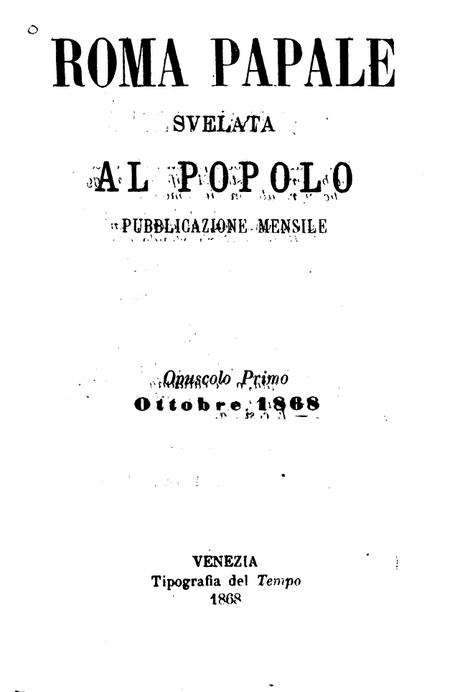 ROMA PAPALE
SVELATA
AL POPOLO
PUBBLICAZIONE MENSILE
Opuscolo Primo
Ottobre 1868
VENEZIA
Tipografia del Tempo
1868